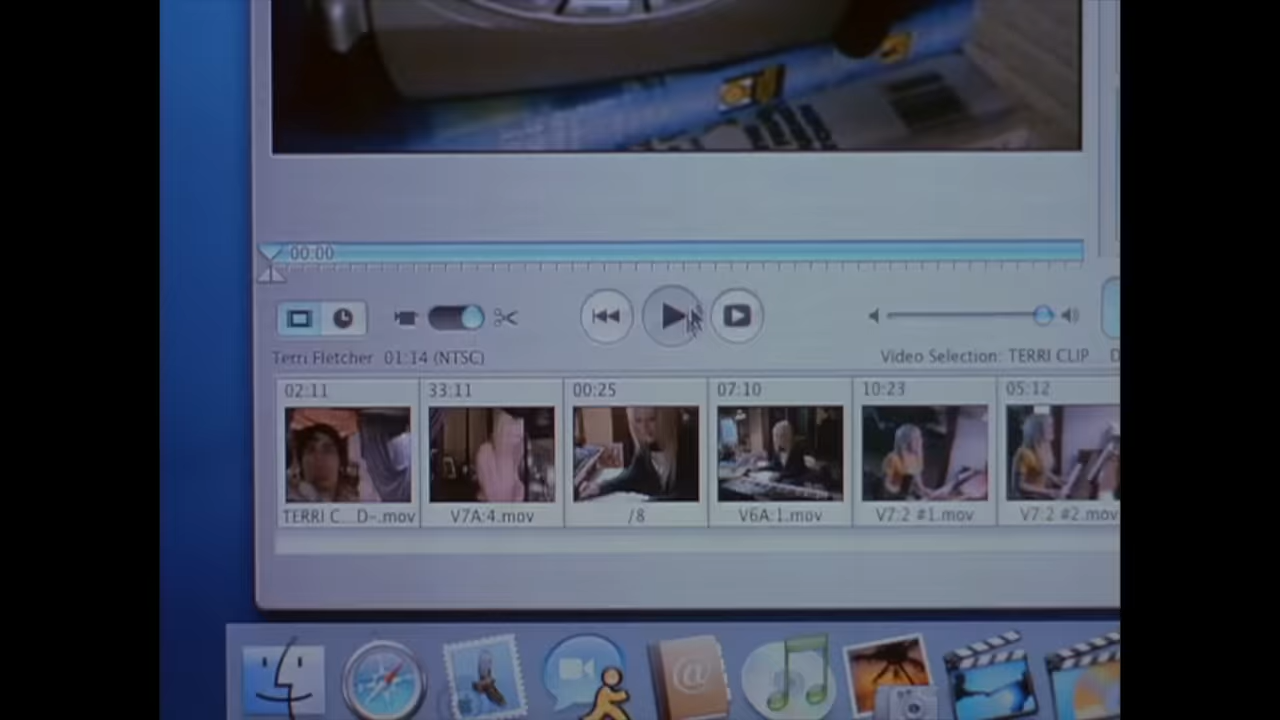 00:00
Terri Fletcher 01:14 (NTSC)
Video Selection: TERRI CLIP
D
02:11
33:11
00:25
07:10
10:23
05:12
TERRI C...D-.mov
V7A:4.mov
/8
V6A:1.mov
V7:2 #1.mov
V7:2 #2.mov
@